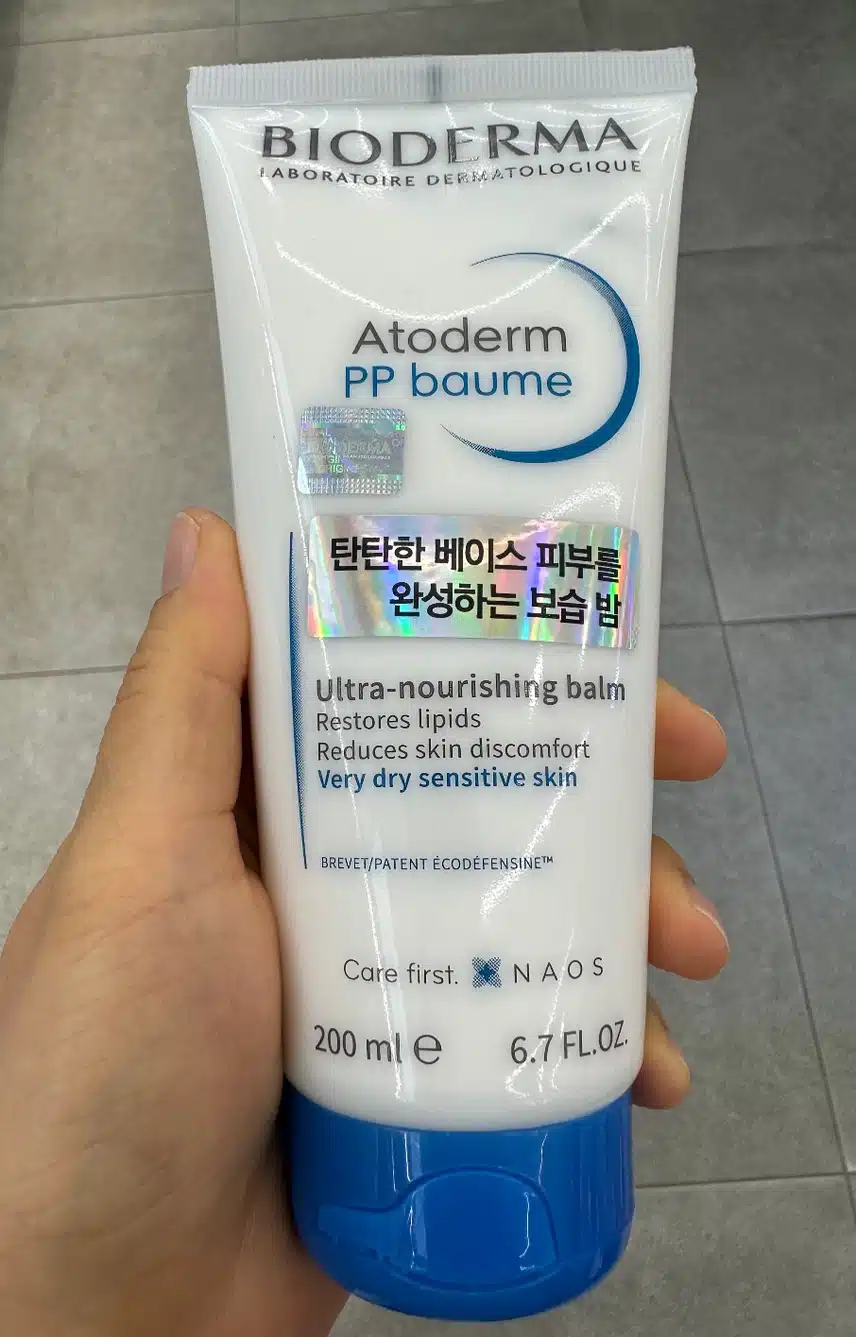 BIODERMA
LABORATOIRE DERMATOLOGIQUE
Atoderm
PP baume
BIODERMA
탄탄한 베이스 피부를
완성하는 보습 밤
Ultra-nourishing balm
Restores lipids
Reduces skin discomfort
Very dry sensitive skin
BREVET/PATENT ÉCODÉFENSINE™
Care first. NAOS
200 ml e 6.7 FL.OZ.